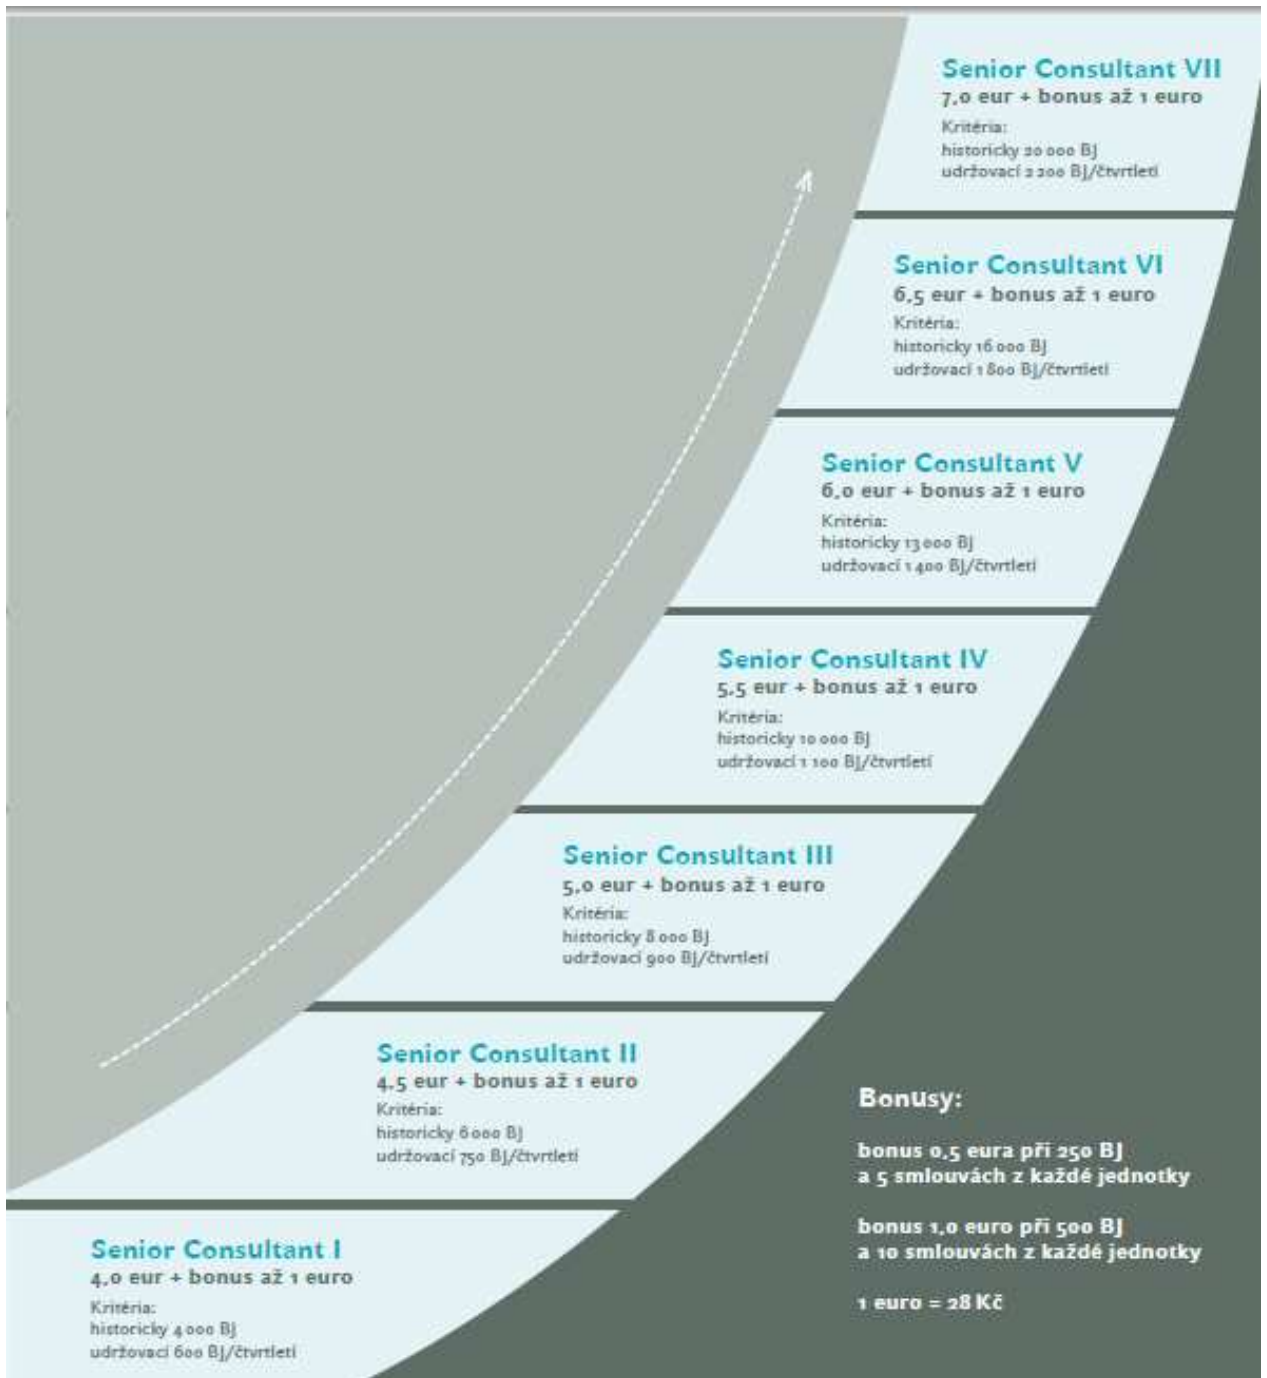 Senior Consultant VII
7,0 eur + bonus až 1 euro
Kritéria:
historicky 20 000 BJ
udržovací 2 200 BJ/čtvrtletí
Senior Consultant VI
6,5 eur + bonus až 1 euro
Kritéria:
historicky 16 000 BJ
udržovací 1 800 BJ/čtvrtletí
Senior Consultant V
6,0 eur + bonus až 1 euro
Kritéria:
historicky 13 000 BJ
udržovací 1 400 BJ/čtvrtletí
Senior Consultant IV
5,5 eur + bonus až 1 euro
Kritéria:
historicky 10 000 BJ
udržovací 1 100 BJ/čtvrtletí
Senior Consultant III
5,0 eur + bonus až 1 euro
Kritéria:
historicky 8 000 BJ
udržovací 900 BJ/čtvrtletí
Senior Consultant II
4,5 eur + bonus až 1 euro
Kritéria:
historicky 6 000 BJ
udržovací 750 BJ/čtvrtletí
Senior Consultant I
4,0 eur + bonus až 1 euro
Kritéria:
historicky 4 000 BJ
udržovací 600 BJ/čtvrtletí
Bonusy:
bonus 0,5 eura při 250 BJ
a 5 smlouvách z každé jednotky
bonus 1,0 euro při 500 BJ
a 10 smlouvách z každé jednotky
1 euro = 28 Kč